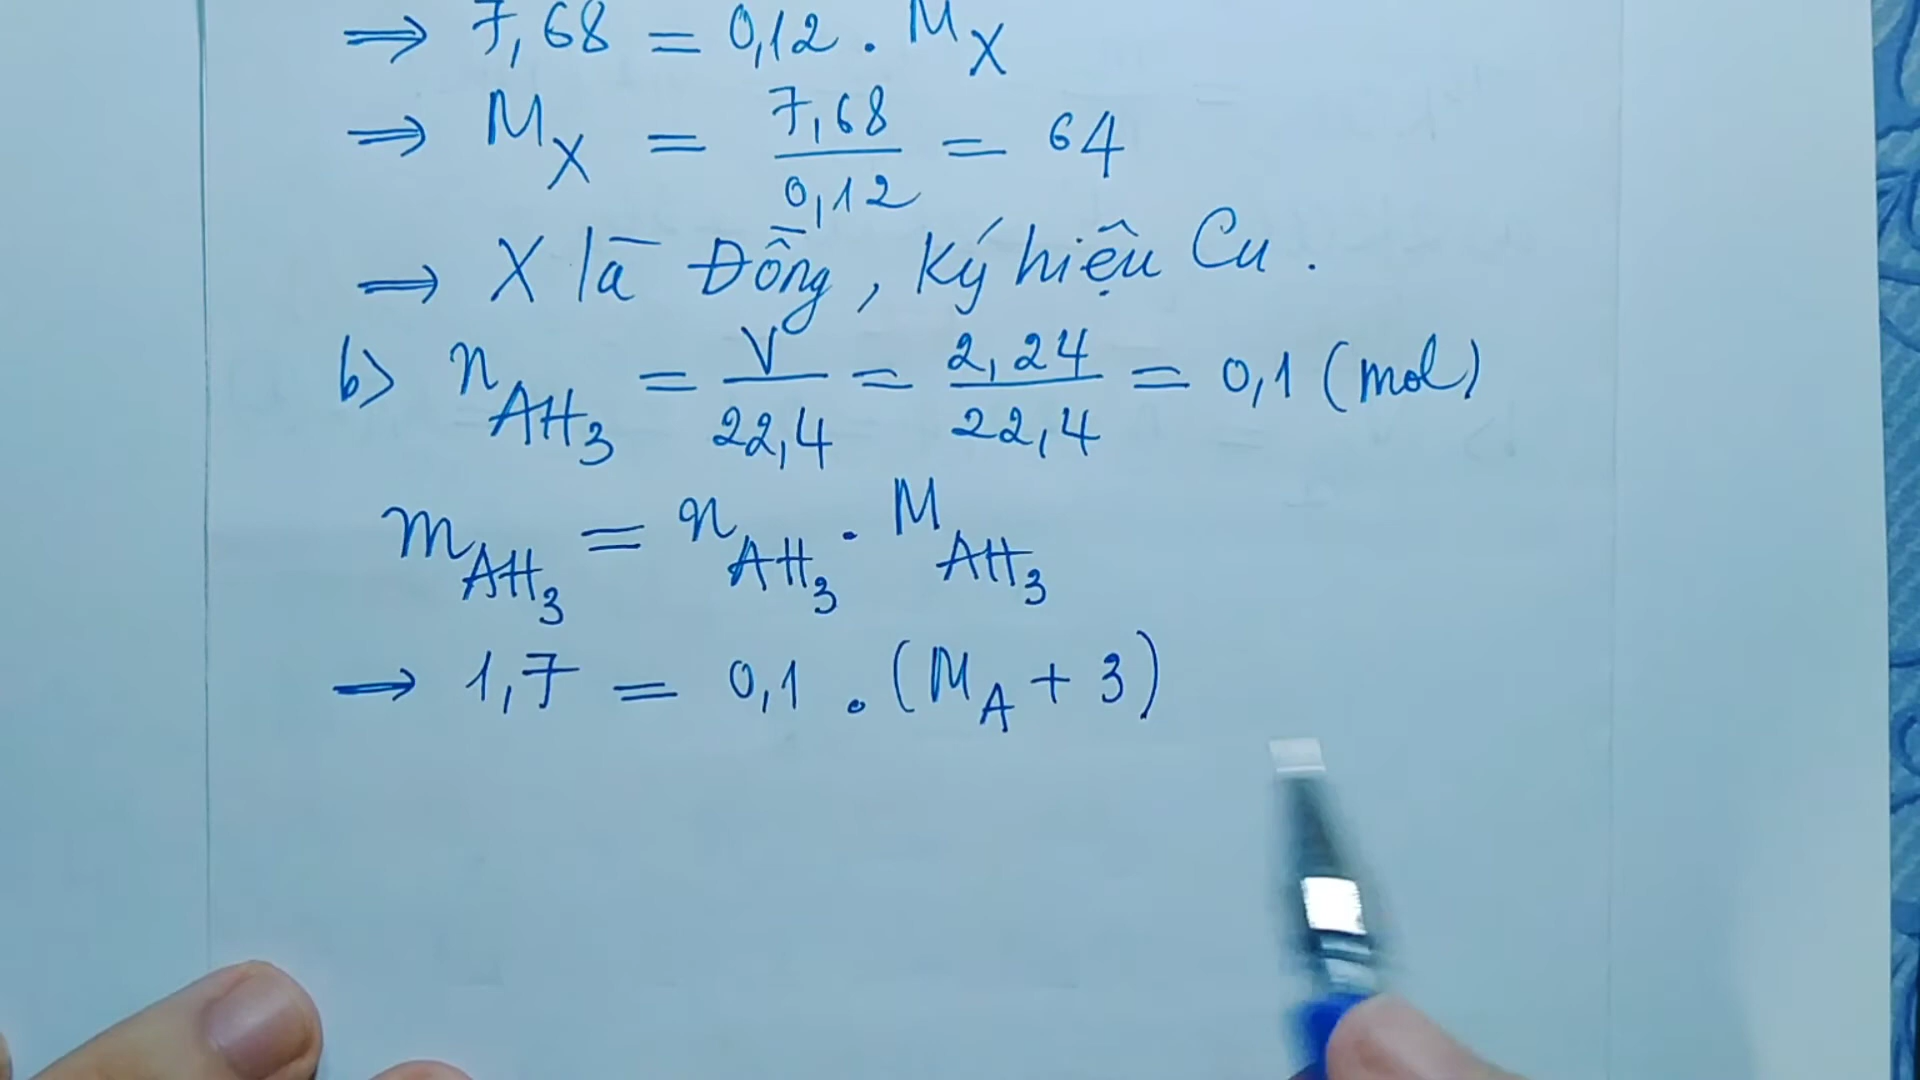 ⇒ 7,68 = 0,12 . M_X
⇒ M_X = 7,68 / 0,12 = 64
⇒ X là Đồng, ký hiệu Cu.
b) n_AH₃ = V / 22,4 = 2,24 / 22,4 = 0,1 (mol)
m_AH₃ = n_AH₃ . M_AH₃
→ 1,7 = 0,1 . (M_A + 3)